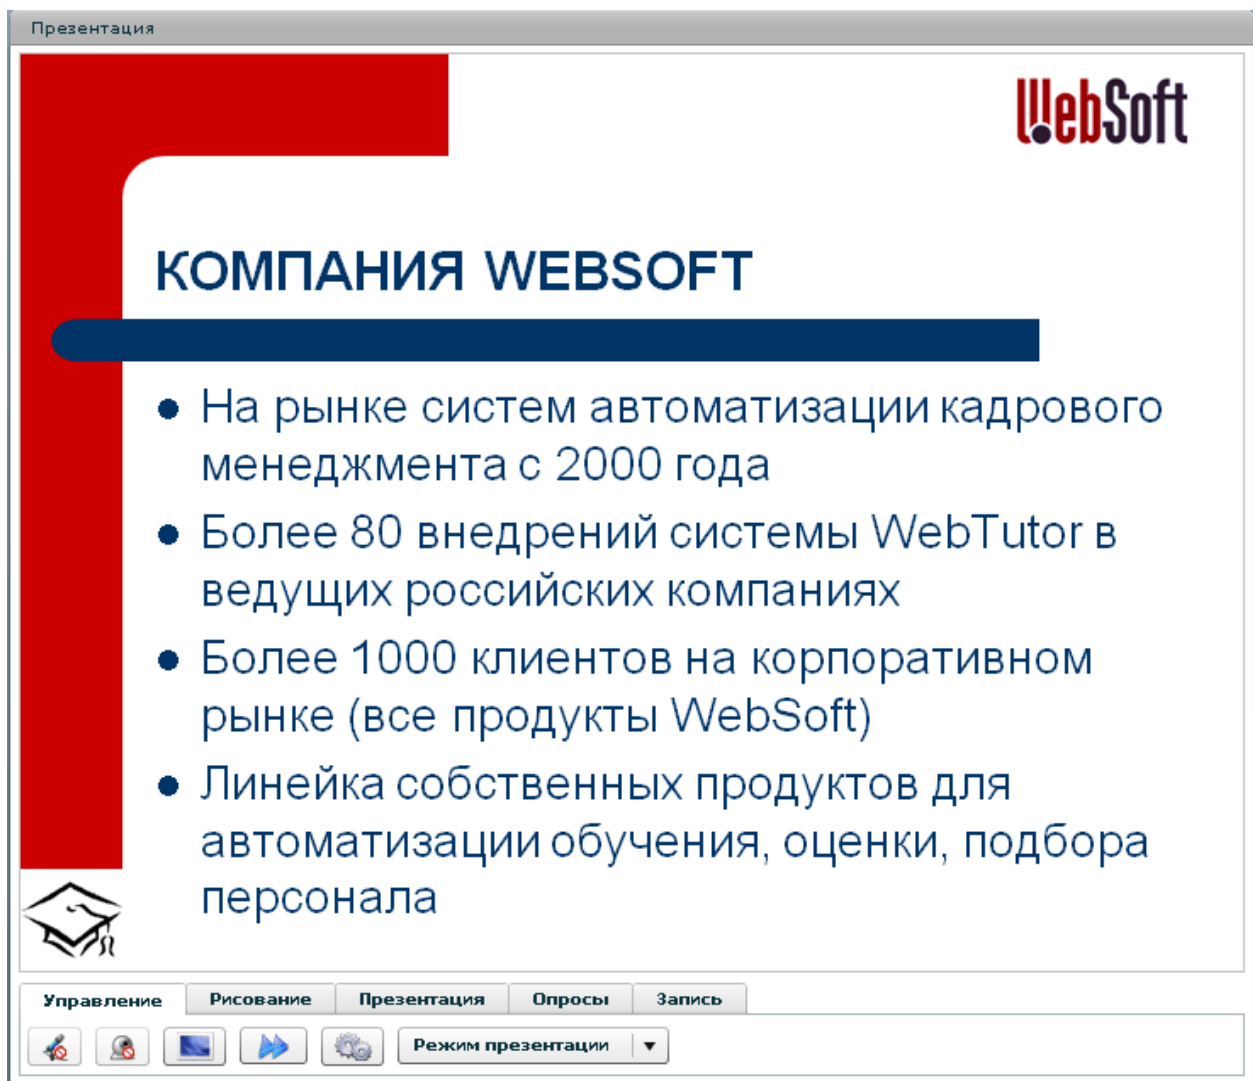 Презентация
WebSoft
КОМПАНИЯ WEBSOFT
На рынке систем автоматизации кадрового
менеджмента с 2000 года
Более 80 внедрений системы WebTutor в
ведущих российских компаниях
Более 1000 клиентов на корпоративном
рынке (все продукты WebSoft)
Линейка собственных продуктов для
автоматизации обучения, оценки, подбора
персонала
Управление Рисование Презентация Опросы Запись
Режим презентации